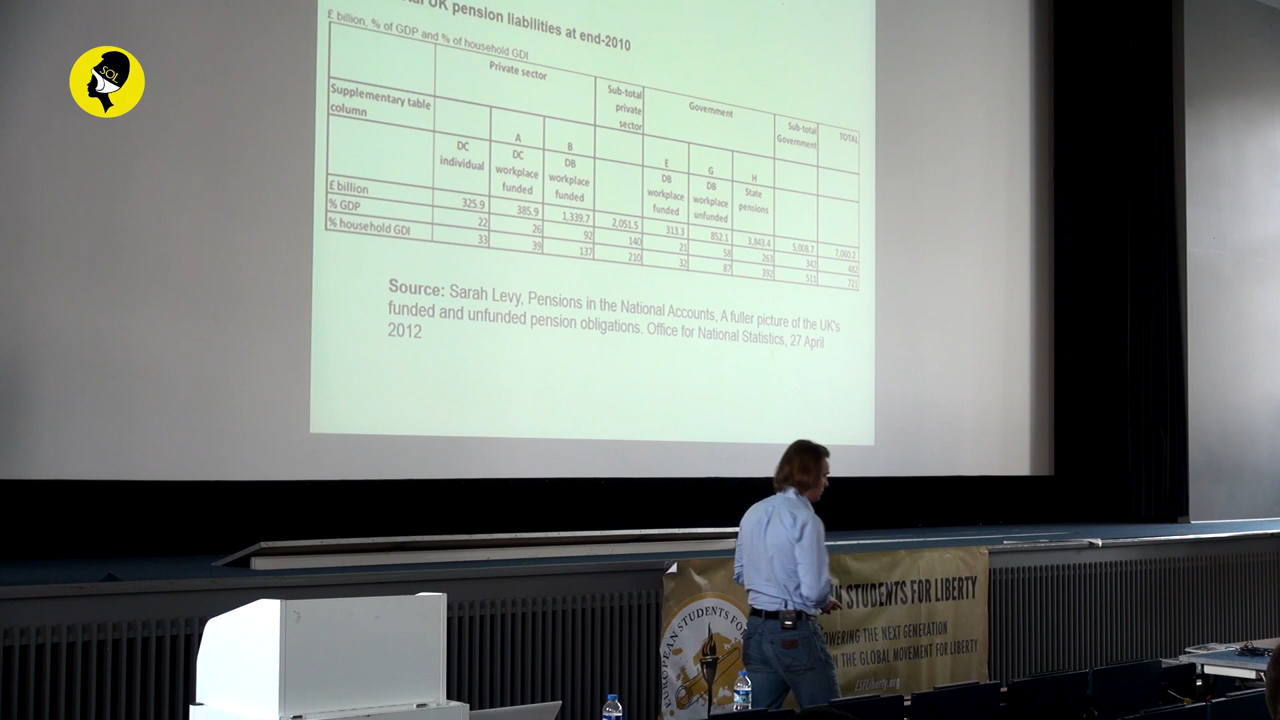 SOL
UK pension liabilities at end-2010
£ billion, % of GDP and % of household GDI
Private sector
Sub-total private sector
Government
Sub-total Government
TOTAL
Supplementary table column
A
B
E
G
H
DC individual
DC workplace funded
DB workplace funded
DB workplace funded
DB workplace unfunded
State pensions
£ billion 325.9 385.9 1,339.7 2,051.5 313.3 852.1 3,843.4 5,008.7 7,060.2
% GDP 22 26 92 140 21 58 263 342 482
% household GDI 33 39 137 210 32 87 392 511 721
Source: Sarah Levy, Pensions in the National Accounts, A fuller picture of the UK's
funded and unfunded pension obligations. Office for National Statistics, 27 April
2012
EUROPEAN STUDENTS FO
STUDENTS FOR LIBERTY
OWERING THE NEXT GENERATION
N THE GLOBAL MOVEMENT FOR LIBERTY
ESFLiberty.org